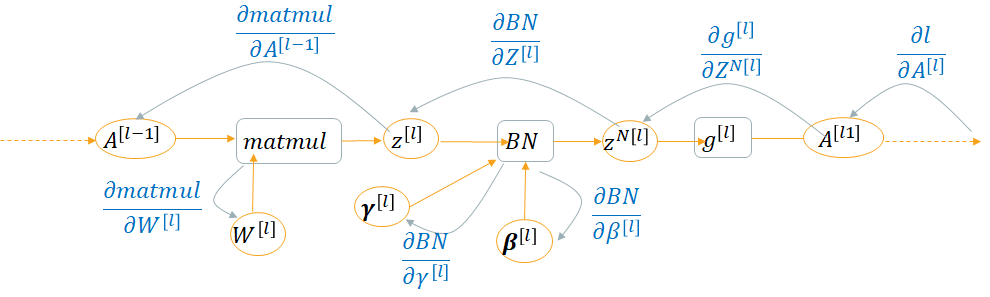 ∂matmul / ∂A^[l−1]
∂BN / ∂Z^[l]
∂g^[l] / ∂Z^N[l]
∂l / ∂A^[l]
A^[l−1]
matmul
z^[l]
BN
z^N[l]
g^[l]
A^[l1]
∂matmul / ∂W^[l]
W^[l]
γ^[l]
∂BN / ∂γ^[l]
β^[l]
∂BN / ∂β^[l]